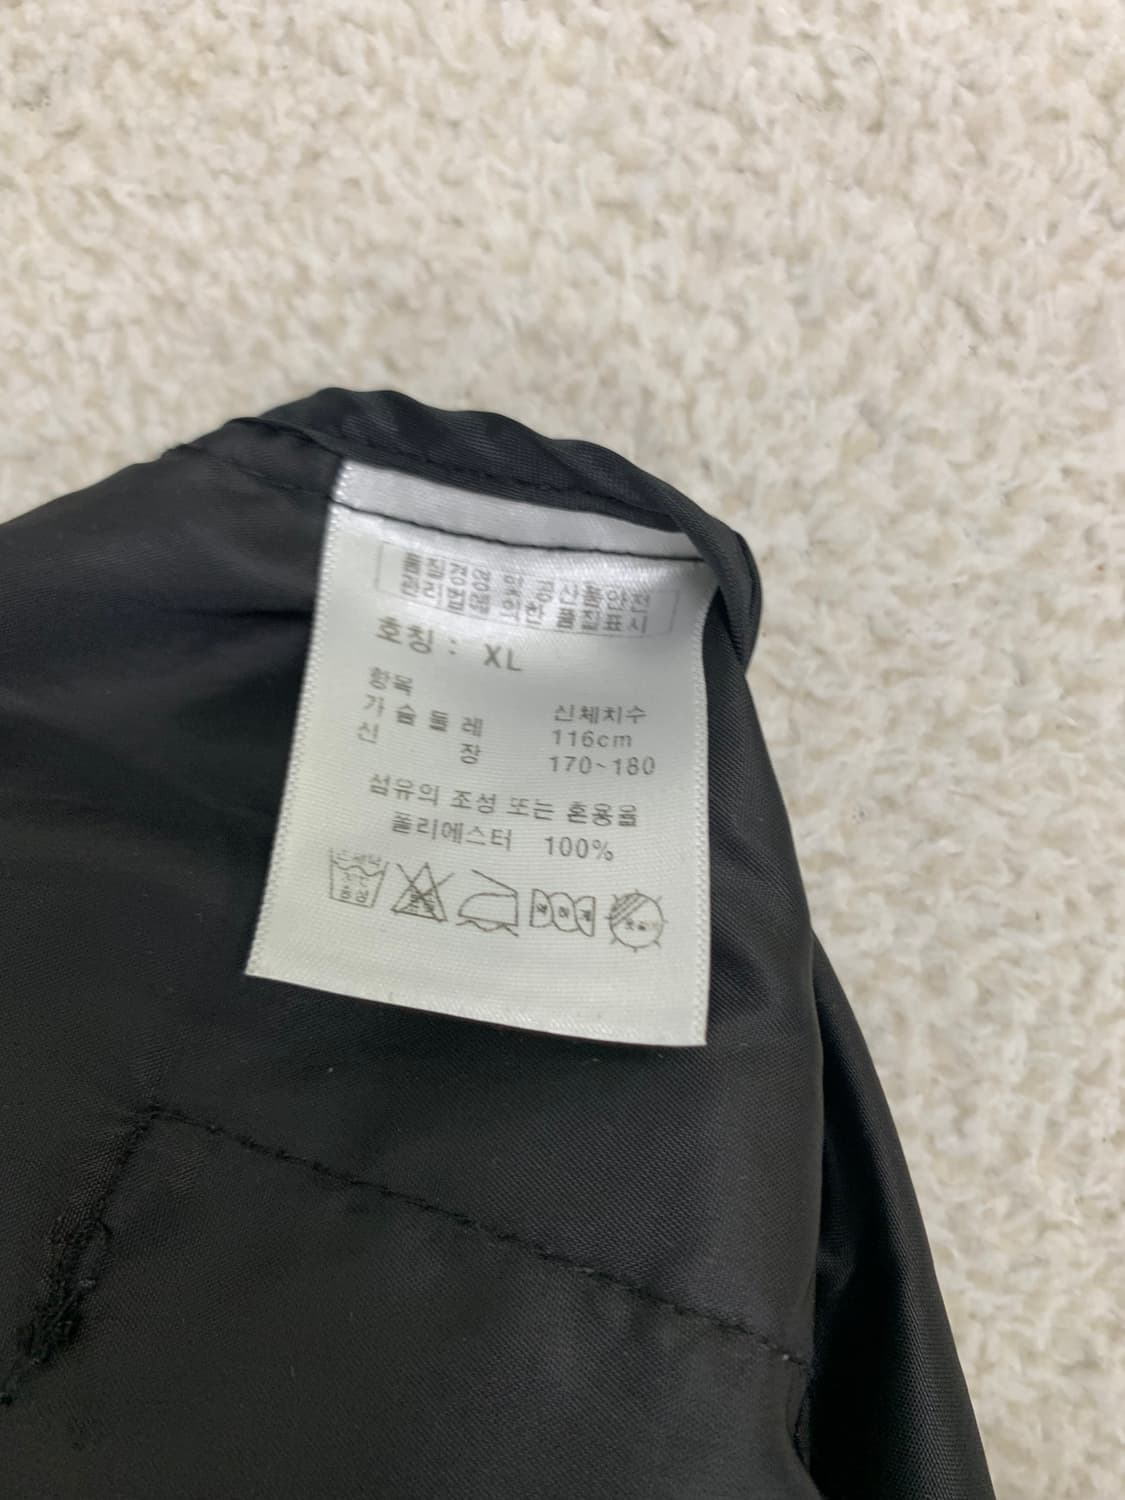 품질경영 및 공산품안전
관리법에 의한 품질표시
호칭 : XL
항목
신체치수
가슴둘레 116cm
신장 170~180
섬유의 조성 또는 혼용율
폴리에스터 100%